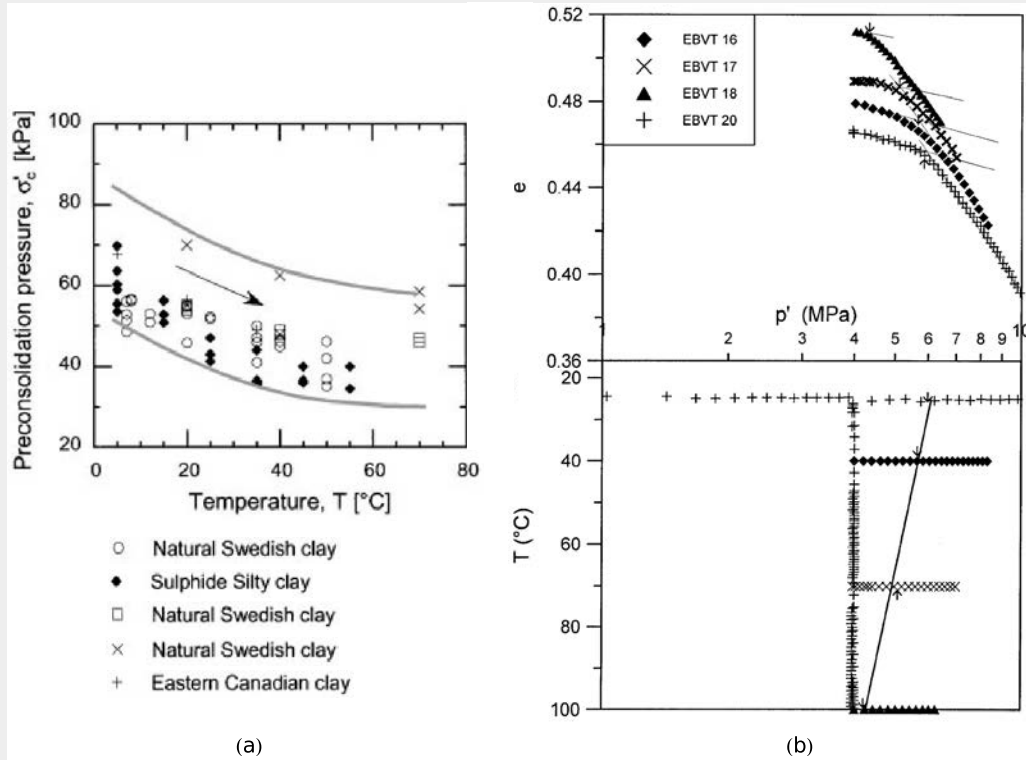 Preconsolidation pressure, σ'c [kPa]
100
80
60
40
20
0
20
40
60
80
Temperature, T [°C]
Natural Swedish clay
Sulphide Silty clay
Natural Swedish clay
Natural Swedish clay
Eastern Canadian clay
(a)
EBVT 16
EBVT 17
EBVT 18
EBVT 20
e
0.52
0.48
0.44
0.40
0.36
p' (MPa)
1
2
3
4
5
6
7
8
9
10
T (°C)
20
40
60
80
100
(b)